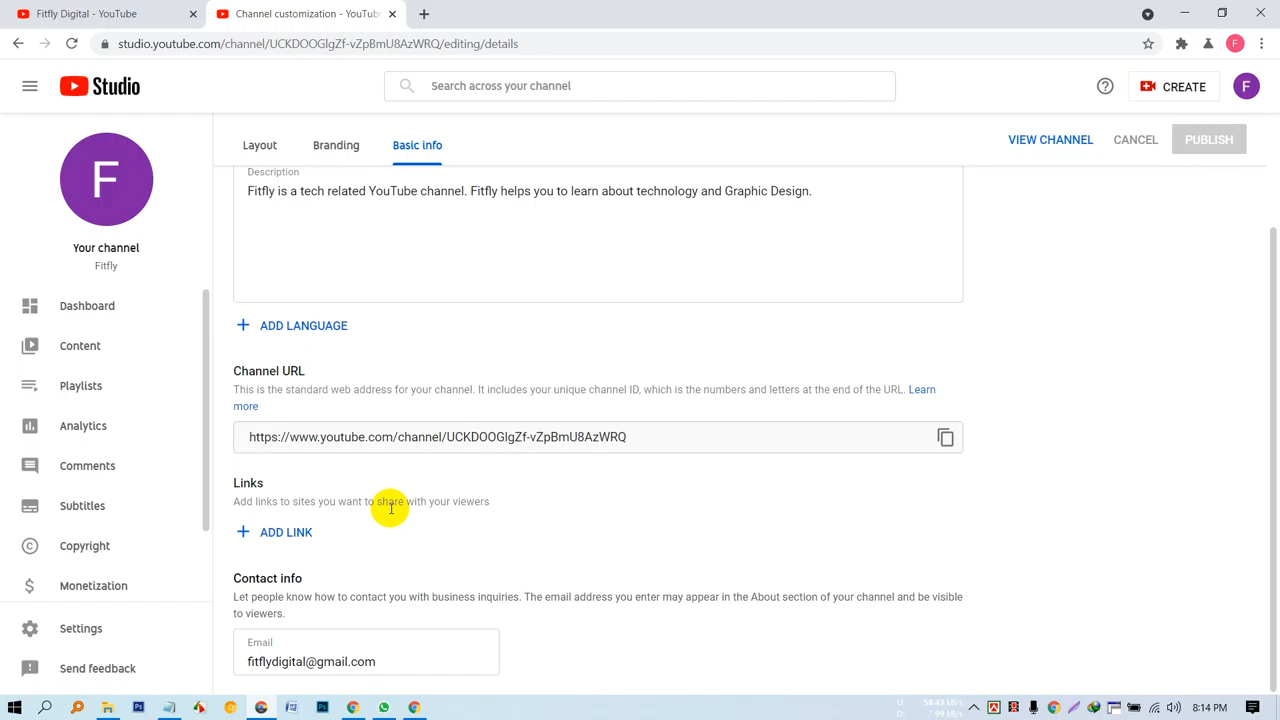 Fitfly Digital - YouTube
Channel customization - YouTub
studio.youtube.com/channel/UCKDOOGlgZf-vZpBmU8AzWRQ/editing/details
F
Studio
Search across your channel
CREATE
F
F
Your channel
Fitfly
Dashboard
Content
Playlists
Analytics
Comments
Subtitles
Copyright
Monetization
Settings
Send feedback
Layout
Branding
Basic info
VIEW CHANNEL
CANCEL
PUBLISH
Description
Fitfly is a tech related YouTube channel. Fitfly helps you to learn about technology and Graphic Design.
ADD LANGUAGE
Channel URL
This is the standard web address for your channel. It includes your unique channel ID, which is the numbers and letters at the end of the URL. Learn
more
https://www.youtube.com/channel/UCKDOOGlgZf-vZpBmU8AzWRQ
Links
Add links to sites you want to share with your viewers
ADD LINK
Contact info
Let people know how to contact you with business inquiries. The email address you enter may appear in the About section of your channel and be visible
to viewers.
Email
fitflydigital@gmail.com
U: 58.43 kB/s
D: 7.99 kB/s
8:14 PM